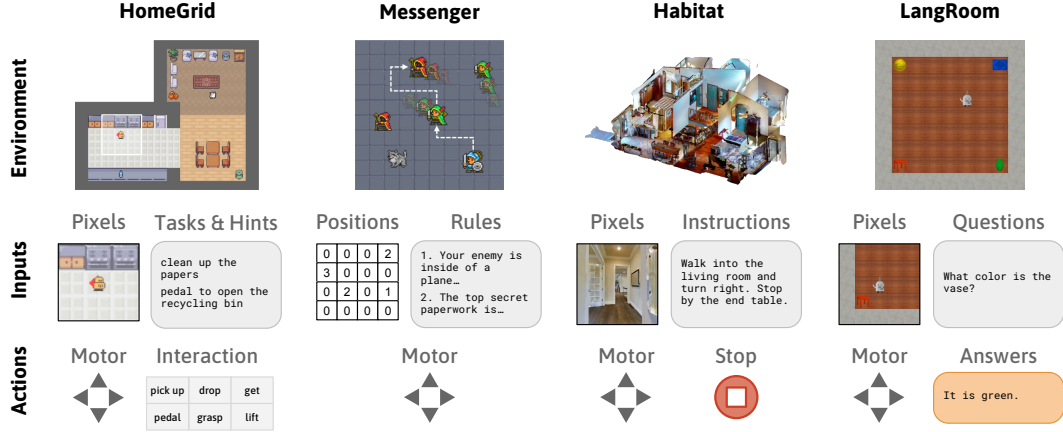 HomeGrid
Messenger
Habitat
LangRoom
Environment
Inputs
Pixels
Tasks & Hints
clean up the
papers
pedal to open the
recycling bin
Positions
Rules
0 0 0 2
3 0 0 0
0 2 0 1
0 0 0 0
1. Your enemy is
inside of a
plane…
2. The top secret
paperwork is…
Pixels
Instructions
Walk into the
living room and
turn right. Stop
by the end table.
Pixels
Questions
What color is the
vase?
Actions
Motor
Interaction
pick up drop get
pedal grasp lift
Motor
Motor
Stop
Motor
Answers
It is green.